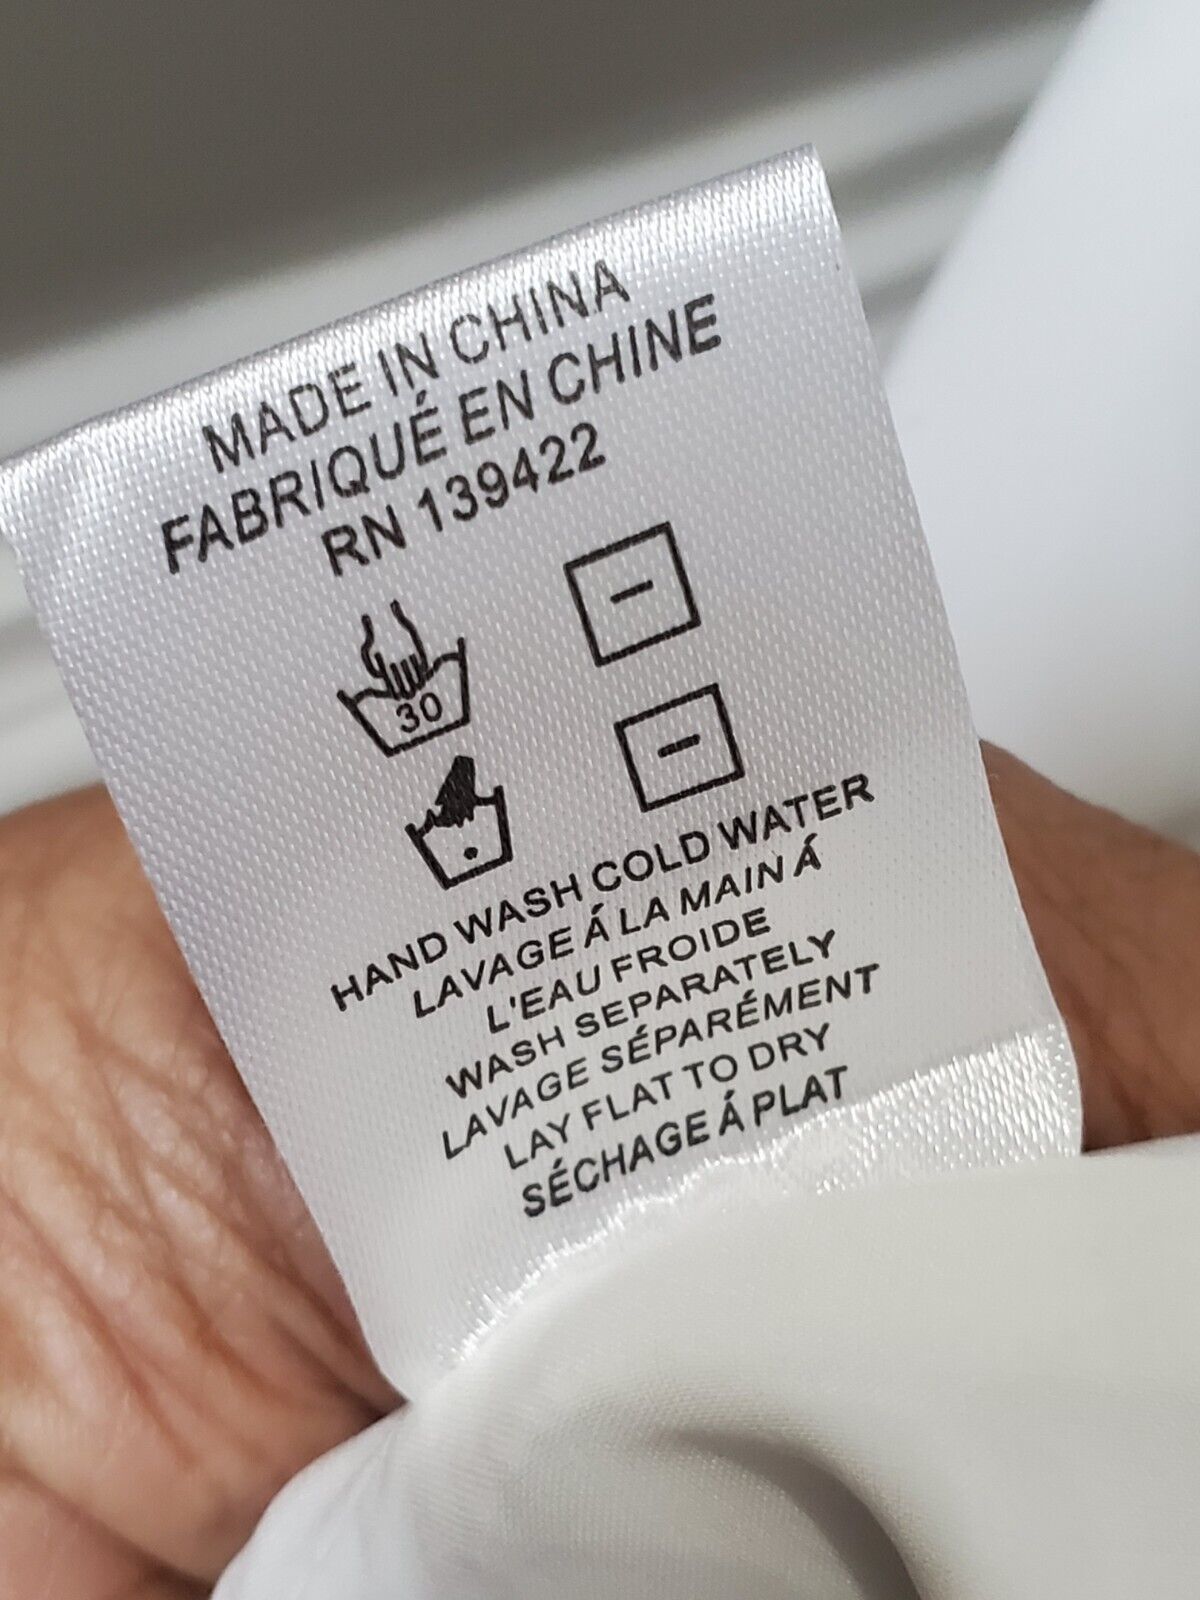 MADE IN CHINA
FABRIQUÉ EN CHINE
RN 139422
30
HAND WASH COLD WATER
LAVAGE Á LA MAIN Á
L'EAU FROIDE
WASH SEPARATELY
LAVAGE SÉPARÉMENT
LAY FLAT TO DRY
SÉCHAGE Á PLAT